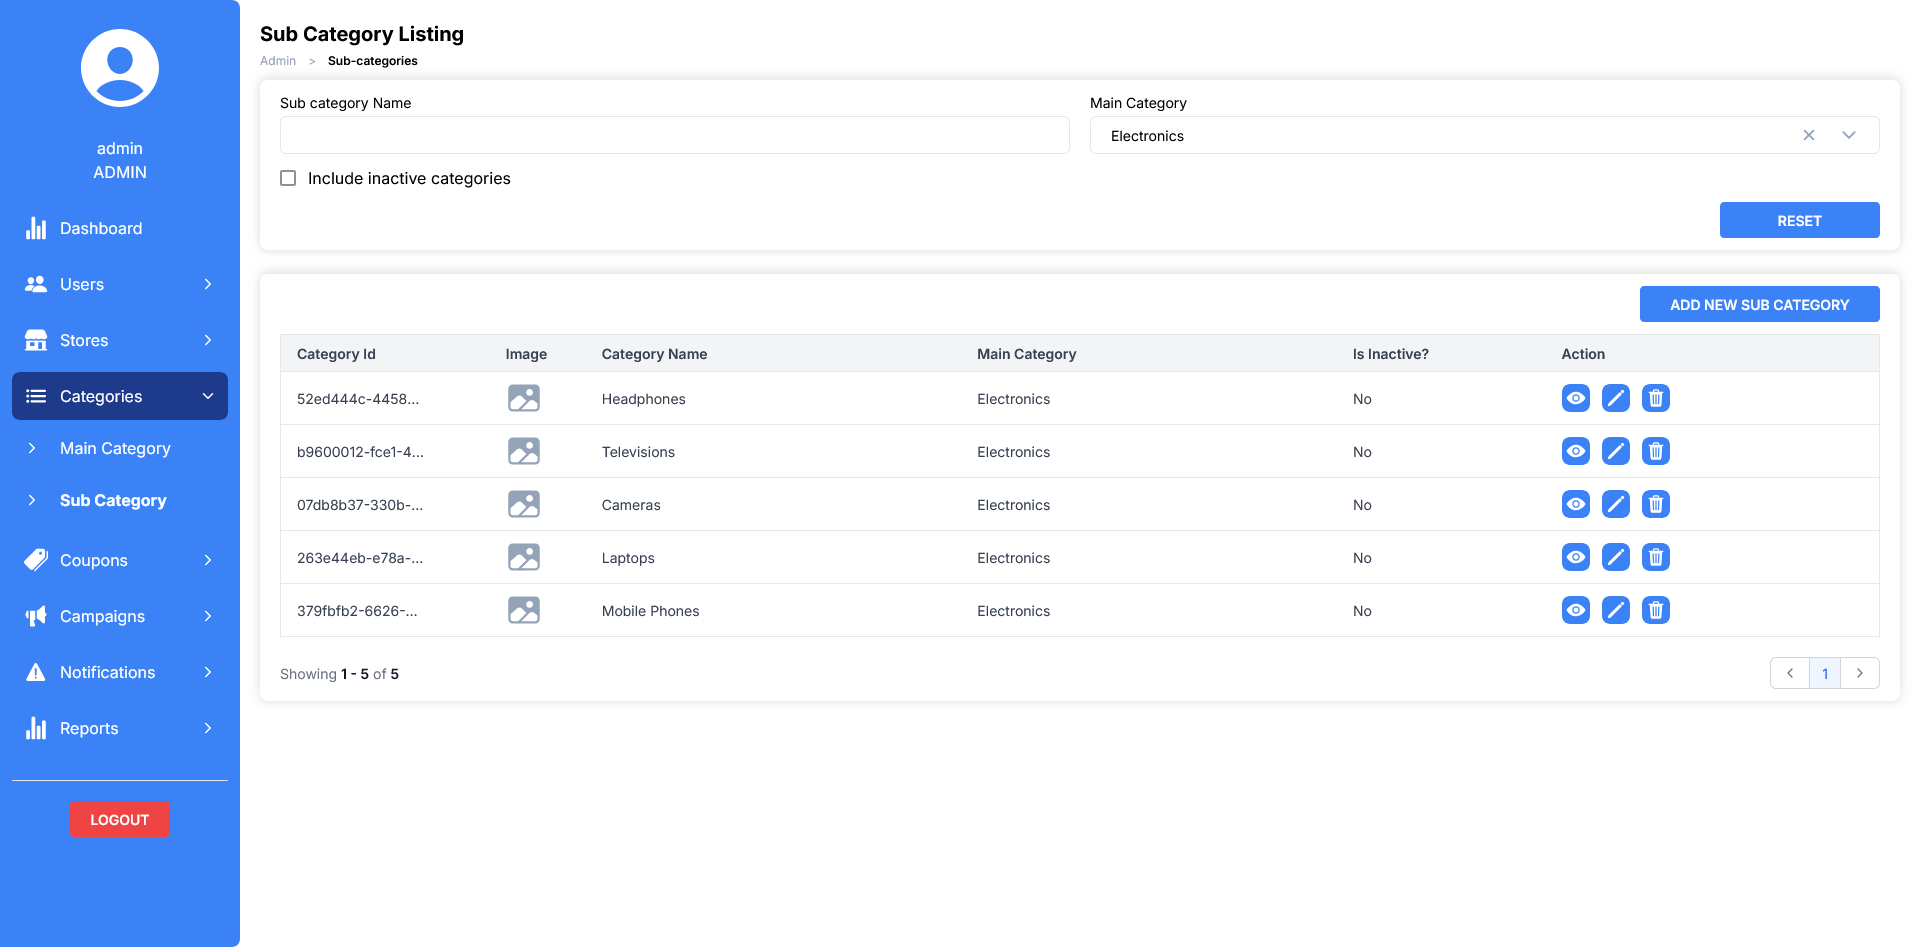 admin
ADMIN
Dashboard
Users
Stores
Categories
Main Category
Sub Category
Coupons
Campaigns
Notifications
Reports
LOGOUT
Sub Category Listing
Admin > Sub-categories
Sub category Name
Main Category
Electronics
Include inactive categories
RESET
ADD NEW SUB CATEGORY
Category Id Image Category Name Main Category Is Inactive? Action
52ed444c-4458... Headphones Electronics No
b9600012-fce1-4... Televisions Electronics No
07db8b37-330b-... Cameras Electronics No
263e44eb-e78a-... Laptops Electronics No
379fbfb2-6626-... Mobile Phones Electronics No
Showing 1 - 5 of 5
1